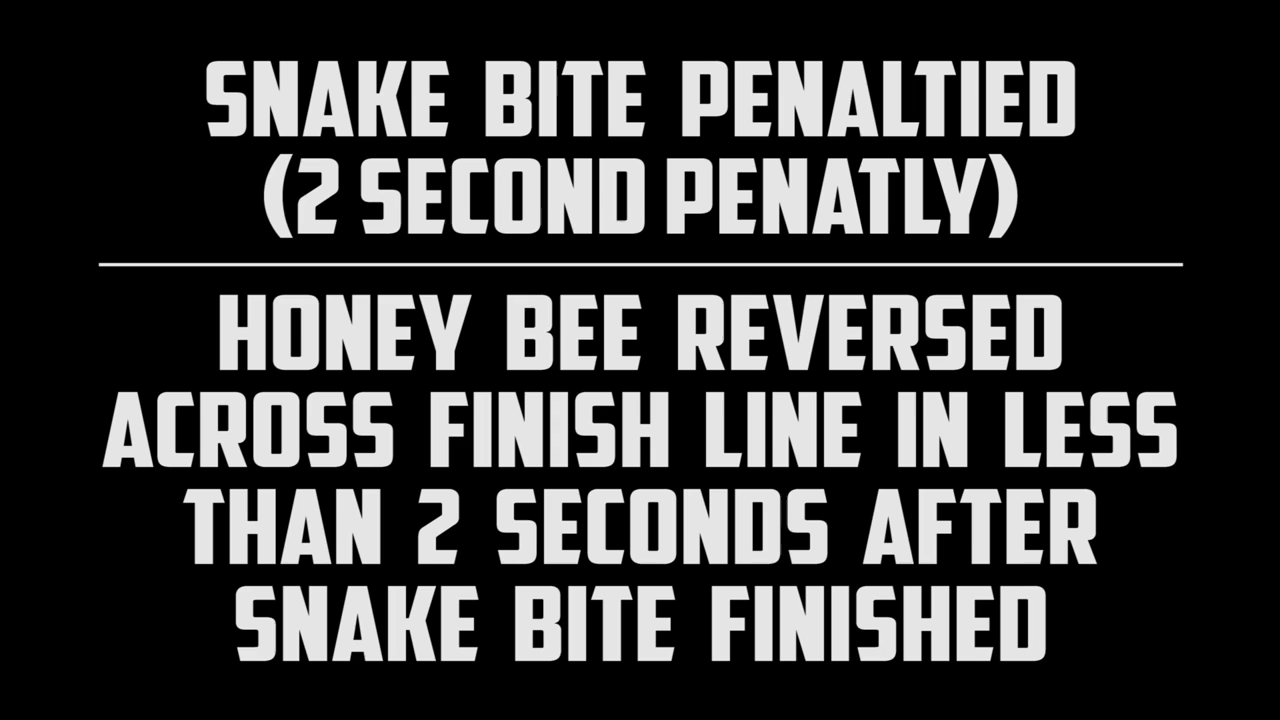 SNAKE BITE PENALTIED
(2 SECOND PENATLY)
HONEY BEE REVERSED
ACROSS FINISH LINE IN LESS
THAN 2 SECONDS AFTER
SNAKE BITE FINISHED